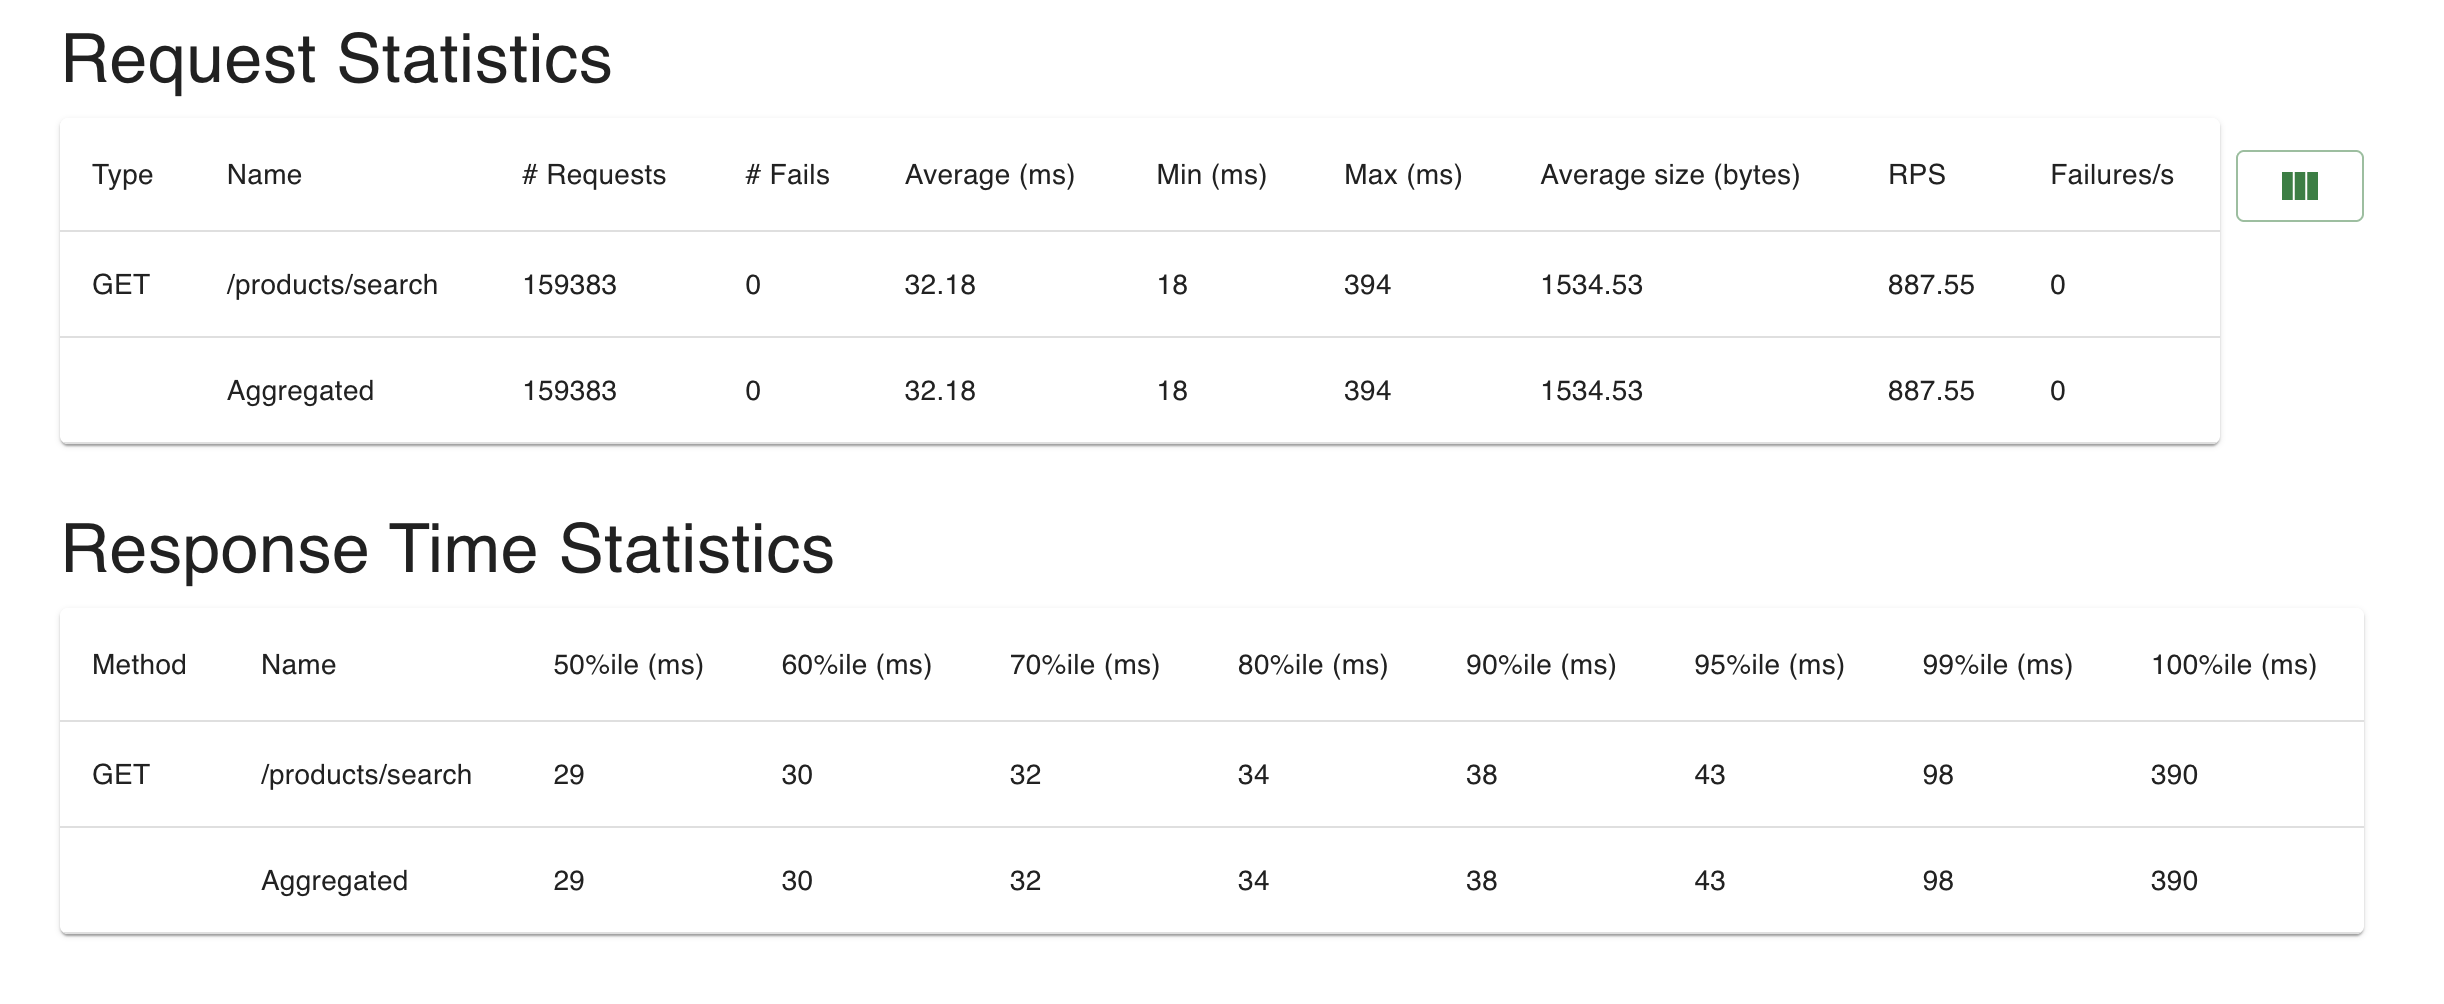 Request Statistics
Type Name # Requests # Fails Average (ms) Min (ms) Max (ms) Average size (bytes) RPS Failures/s
GET /products/search 159383 0 32.18 18 394 1534.53 887.55 0
Aggregated 159383 0 32.18 18 394 1534.53 887.55 0
Response Time Statistics
Method Name 50%ile (ms) 60%ile (ms) 70%ile (ms) 80%ile (ms) 90%ile (ms) 95%ile (ms) 99%ile (ms) 100%ile (ms)
GET /products/search 29 30 32 34 38 43 98 390
Aggregated 29 30 32 34 38 43 98 390